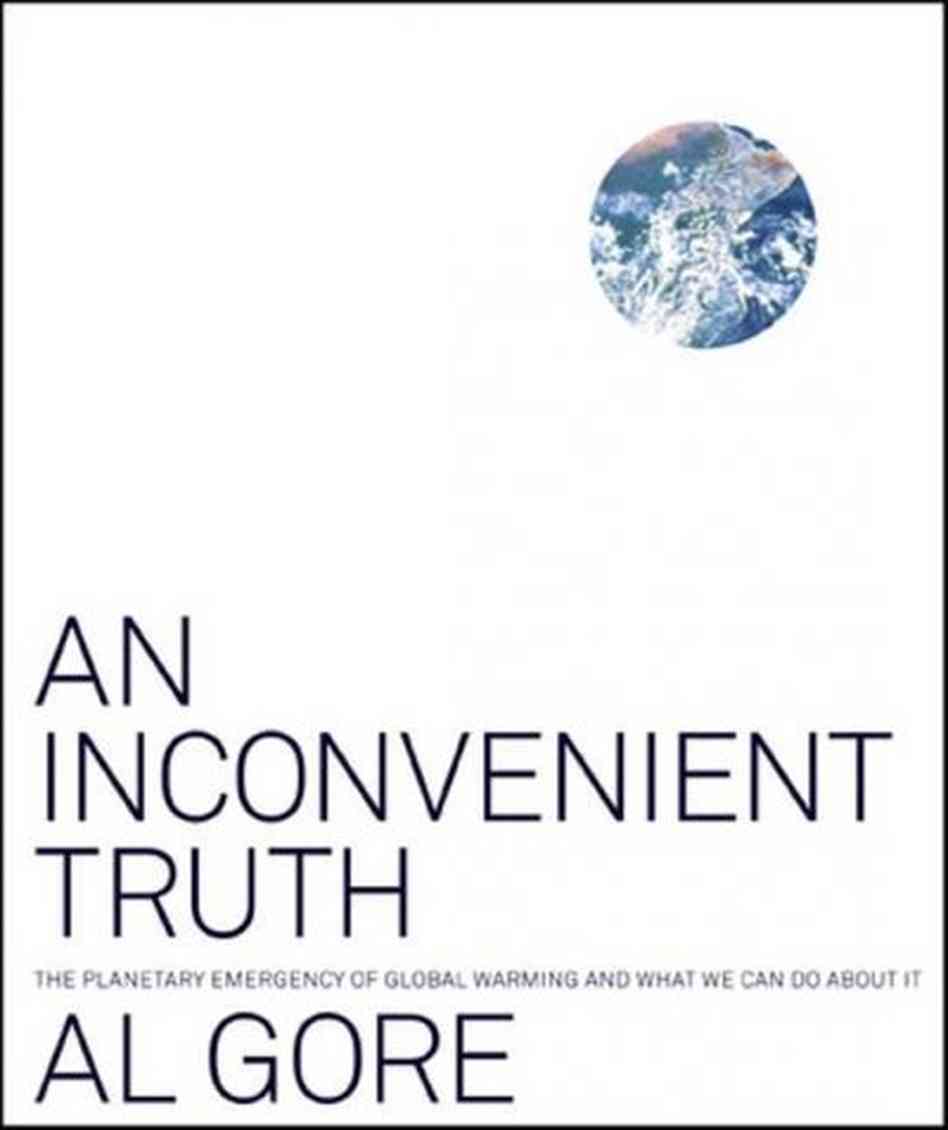 AN
INCONVENIENT
TRUTH
THE PLANETARY EMERGENCY OF GLOBAL WARMING AND WHAT WE CAN DO ABOUT IT
AL GORE